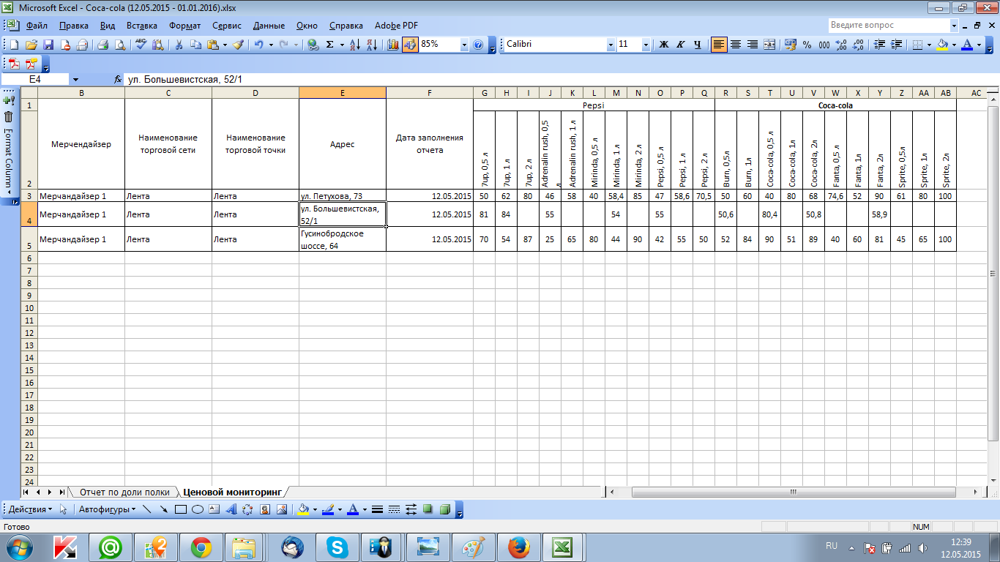 Microsoft Excel - Coca-cola (12.05.2015 - 01.01.2016).xlsx
Файл Правка Вид Вставка Формат Сервис Данные Окно Справка Adobe PDF Введите вопрос
85% Calibri 11 Ж К Ч
E4 fx ул. Большевистская, 52/1
B C D E F G H I J K L M N O P Q R S T U V W X Y Z AA AB AC
1 Pepsi Coca-cola
2 Мерчендайзер Наименование торговой сети Наименование торговой точки Адрес Дата заполнения отчета 7up, 0,5 л 7up, 1 л 7up, 2 л Adrenalin rush, 0,5 л Adrenalin rush, 1 л Mirinda, 0,5 л Mirinda, 1 л Mirinda, 2 л Pepsi, 0,5 л Pepsi, 1 л Pepsi, 2 л Burn, 0,5л Burn, 1л Coca-cola, 0,5 л Coca-cola, 1л Coca-cola, 2л Fanta, 0,5 л Fanta, 1л Fanta, 2л Sprite, 0,5л Sprite, 1л Sprite, 2л
3 Мерчандайзер 1 Лента Лента ул. Петухова, 73 12.05.2015 50 62 80 46 58 40 58,4 85 47 58,6 70,5 50 60 40 80 68 74,6 52 90 61 80 100
4 Мерчандайзер 1 Лента Лента ул. Большевистская, 52/1 12.05.2015 81 84 55 54 55 50,6 80,4 50,8 58,9
5 Мерчандайзер 1 Лента Лента Гусинобродское шоссе, 64 12.05.2015 70 54 87 25 65 80 44 90 42 55 50 52 84 90 51 89 40 60 81 45 65 100
6
7
8
9
10
11
12
13
14
15
16
17
18
19
20
21
22
23
24
Format Column
Отчет по доли полки Ценовой мониторинг
Действия Автофигуры
Готово NUM
RU 12:39
12.05.2015